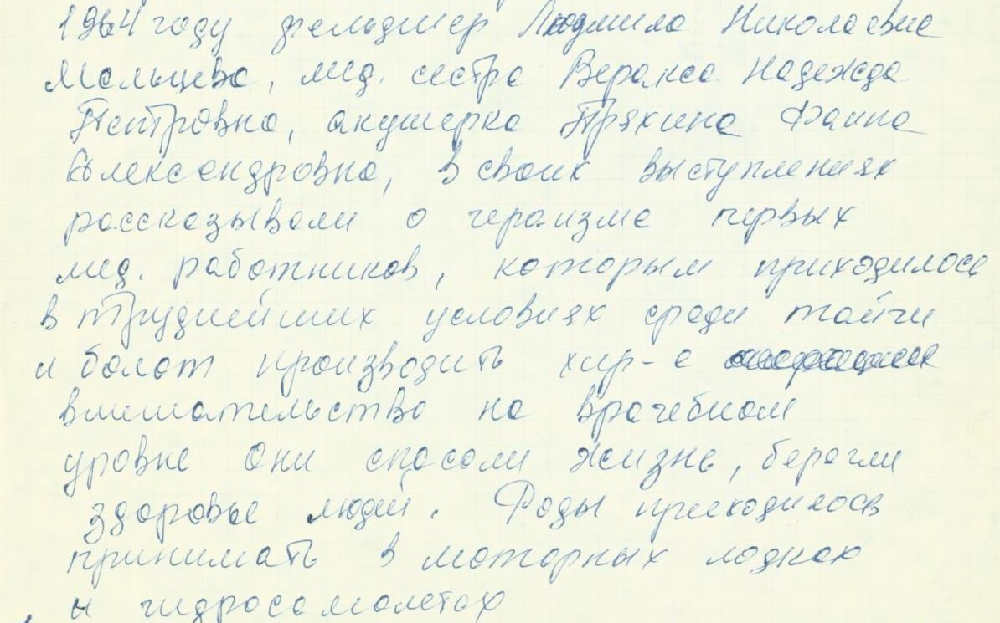 1964 году фельдшер Людмила Николаевна
Мальцева, мед. сестра Веракса Надежда
Петровна, акушерка Пряхина Фаина
Александровна, в своих выступлениях
рассказывали о героизме первых
мед. работников, которым приходилось
в труднейших условиях среди тайги
и болот производить хир-е
вмешательство на врачебном
уровне Они спасали жизнь, берегли
здоровье людей. Роды приходилось
принимать в моторных лодках
и гидросамолетах